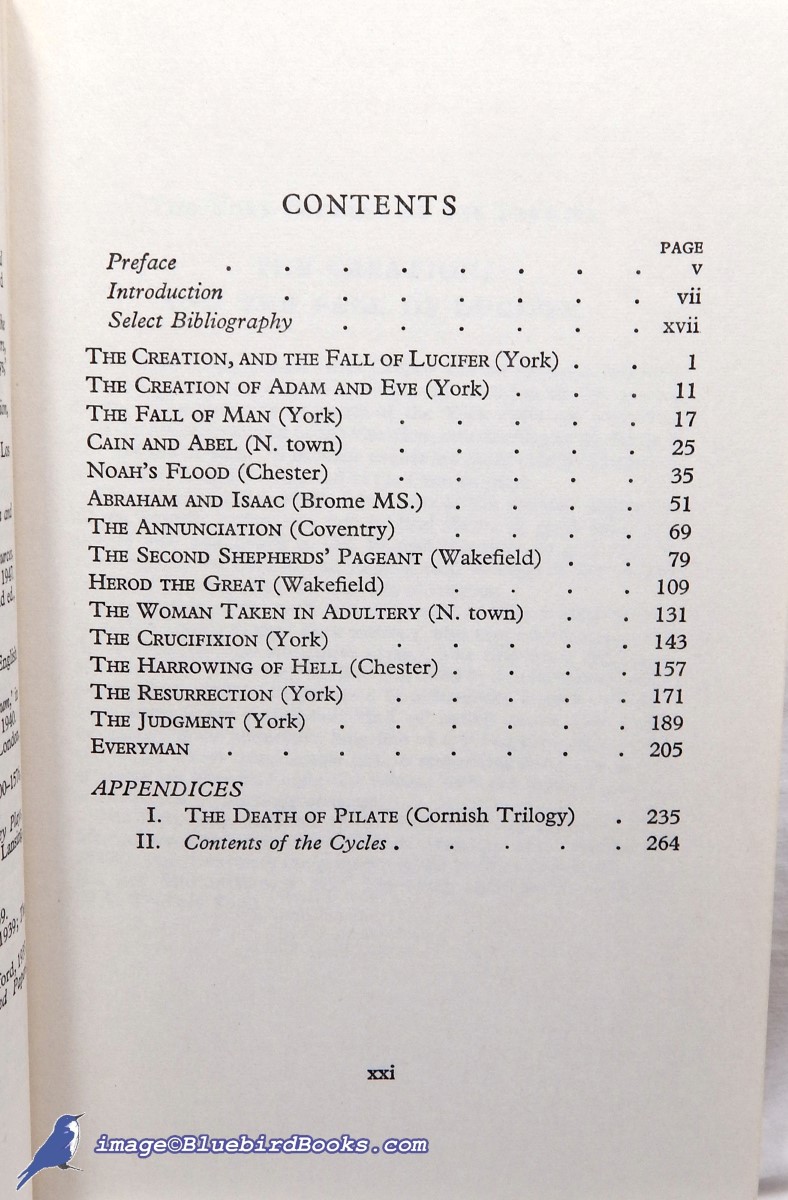 CONTENTS
PAGE
Preface . . . . . . . . v
Introduction . . . . . . . vii
Select Bibliography . . . . . . xvii
THE CREATION, AND THE FALL OF LUCIFER (York) . . 1
THE CREATION OF ADAM AND EVE (York) . . . 11
THE FALL OF MAN (York) . . . . . 17
CAIN AND ABEL (N. town) . . . . . 25
NOAH'S FLOOD (Chester) . . . . . 35
ABRAHAM AND ISAAC (Brome MS.) . . . . 51
THE ANNUNCIATION (Coventry) . . . . 69
THE SECOND SHEPHERDS' PAGEANT (Wakefield) . . 79
HEROD THE GREAT (Wakefield) . . . . 109
THE WOMAN TAKEN IN ADULTERY (N. town) . . 131
THE CRUCIFIXION (York) . . . . . 143
THE HARROWING OF HELL (Chester) . . . . 157
THE RESURRECTION (York) . . . . . 171
THE JUDGMENT (York) . . . . . . 189
EVERYMAN . . . . . . . . 205
APPENDICES
I. THE DEATH OF PILATE (Cornish Trilogy) . 235
II. Contents of the Cycles . . . . . 264
xxi
image©BluebirdBooks.com